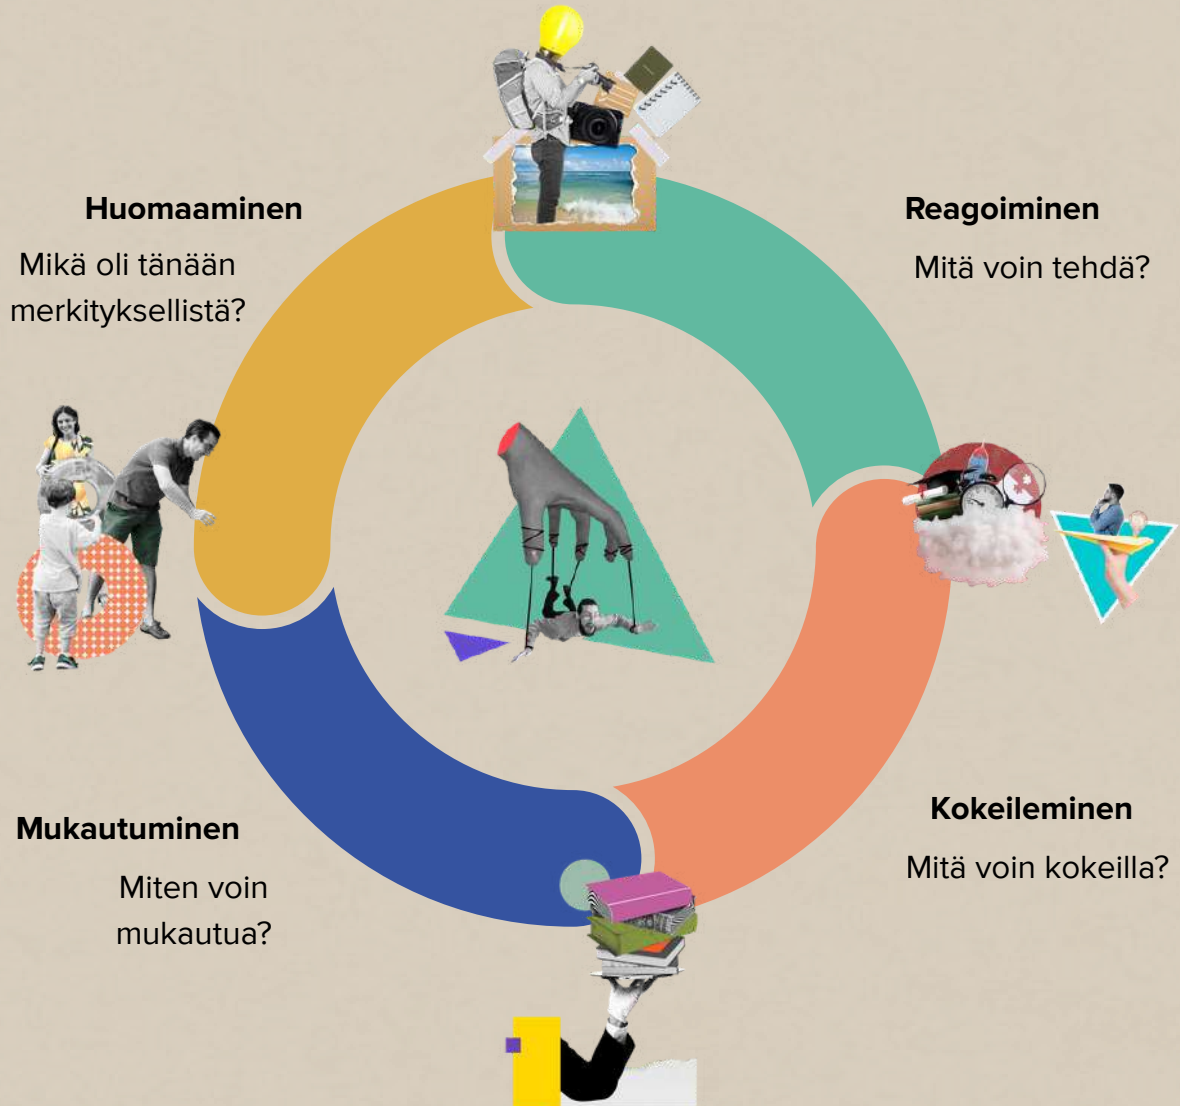 Huomaaminen
Mikä oli tänään
merkityksellistä?
Reagoiminen
Mitä voin tehdä?
Kokeileminen
Mitä voin kokeilla?
Mukautuminen
Miten voin
mukautua?